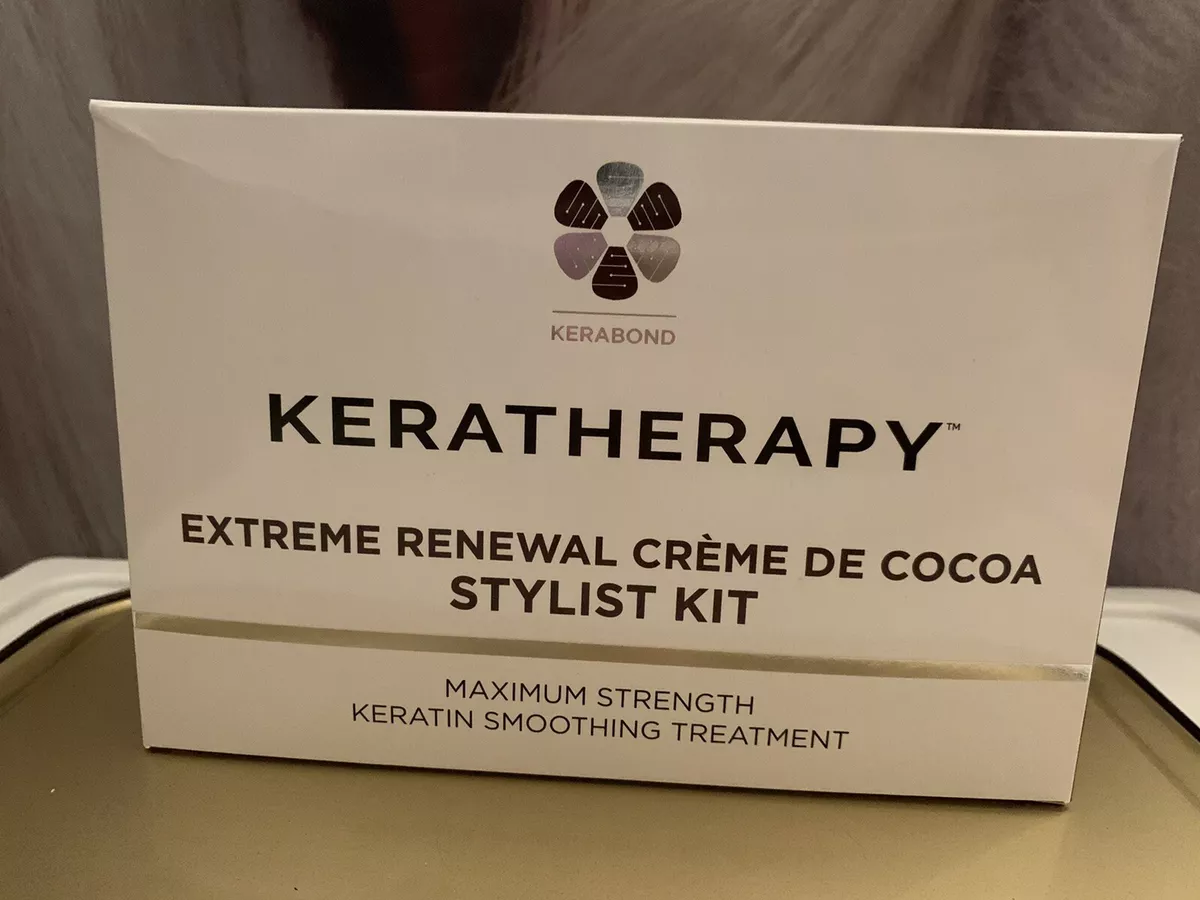 KERABOND
KERATHERAPY™
EXTREME RENEWAL CRÈME DE COCOA
STYLIST KIT
MAXIMUM STRENGTH
KERATIN SMOOTHING TREATMENT